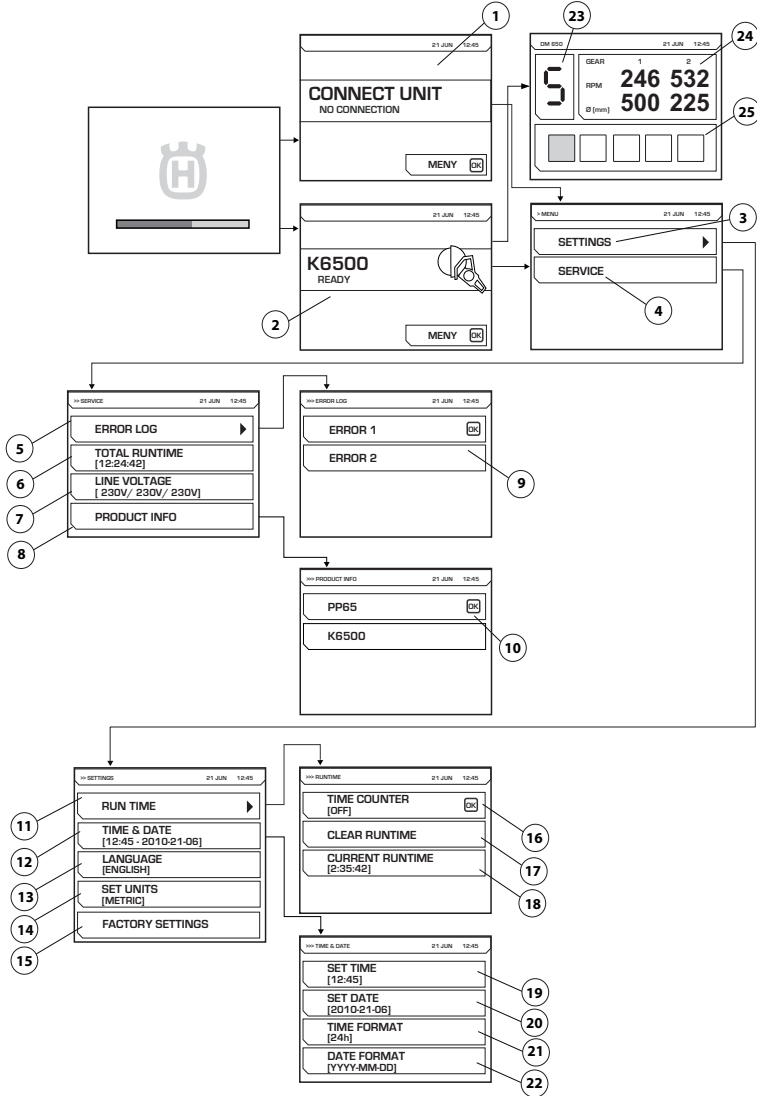 1
21 JUN 12:45
CONNECT UNIT
NO CONNECTION
MENY OK
23
24
DM 650 21 JUN 12:45
GEAR 1 2
S
RPM 246 532
Ø [mm] 500 225
25
H
21 JUN 12:45
K6500
READY
2
MENY OK
> MENU 21 JUN 12:45
SETTINGS
3
SERVICE
4
>> SERVICE 21 JUN 12:45
ERROR LOG
5
TOTAL RUNTIME
[12:24:42]
6
LINE VOLTAGE
[ 230V/ 230V/ 230V]
7
PRODUCT INFO
8
>>> ERROR LOG 21 JUN 12:45
ERROR 1 OK
ERROR 2
9
>>> PRODUCT INFO 21 JUN 12:45
PP65 OK
10
K6500
>> SETTINGS 21 JUN 12:45
RUN TIME
11
TIME & DATE
[12:45 - 2010-21-06]
12
LANGUAGE
[ENGLISH]
13
SET UNITS
[METRIC]
14
FACTORY SETTINGS
15
>>> RUNTIME 21 JUN 12:45
TIME COUNTER
[OFF] OK
16
CLEAR RUNTIME
17
CURRENT RUNTIME
[2:35:42]
18
>>> TIME & DATE 21 JUN 12:45
SET TIME
[12:45]
19
SET DATE
[2010-21-06]
20
TIME FORMAT
[24h]
21
DATE FORMAT
[YYYY-MM-DD]
22